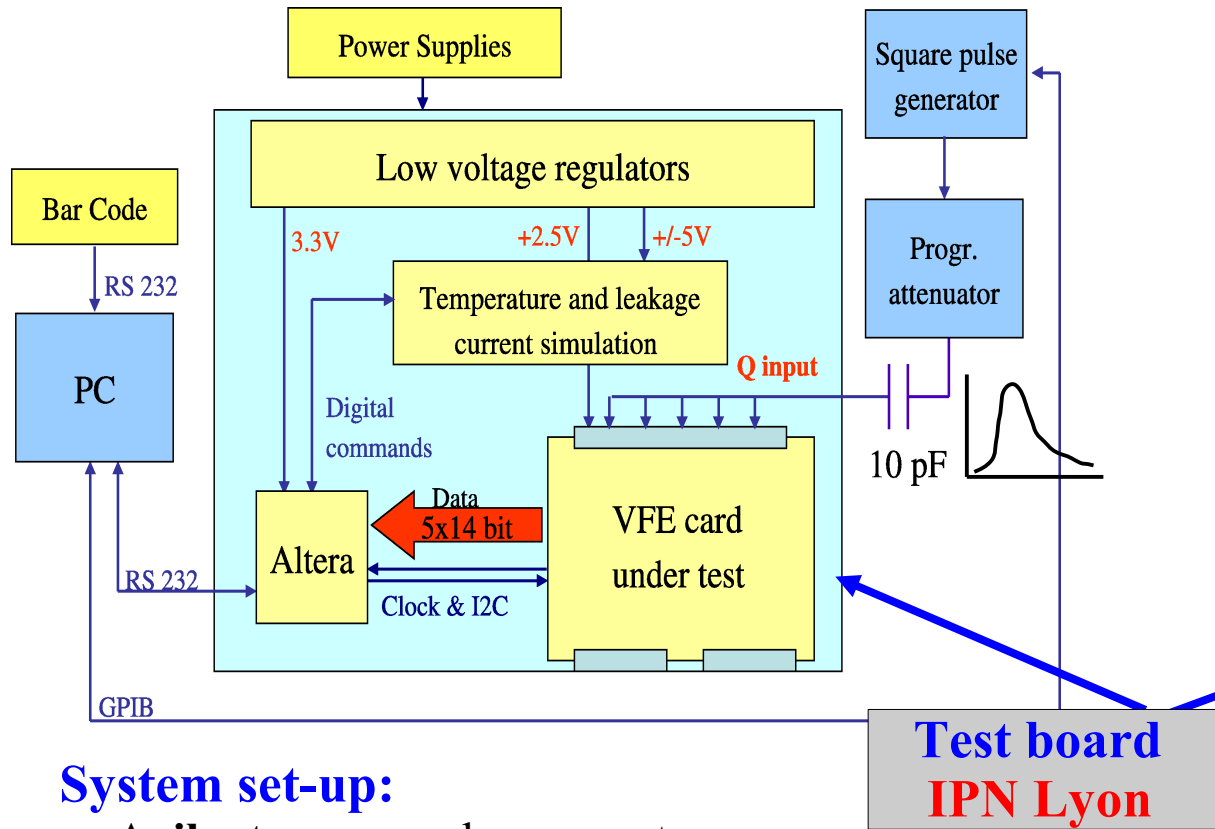 Power Supplies
Square pulse
generator
Low voltage regulators
Bar Code
3.3V
+2.5V
+/-5V
Progr.
attenuator
RS 232
Temperature and leakage
current simulation
Q input
PC
Digital
commands
10 pF
Data
5x14 bit
VFE card
under test
Altera
RS 232
Clock & I2C
GPIB
Test board
IPN Lyon
System set-up: